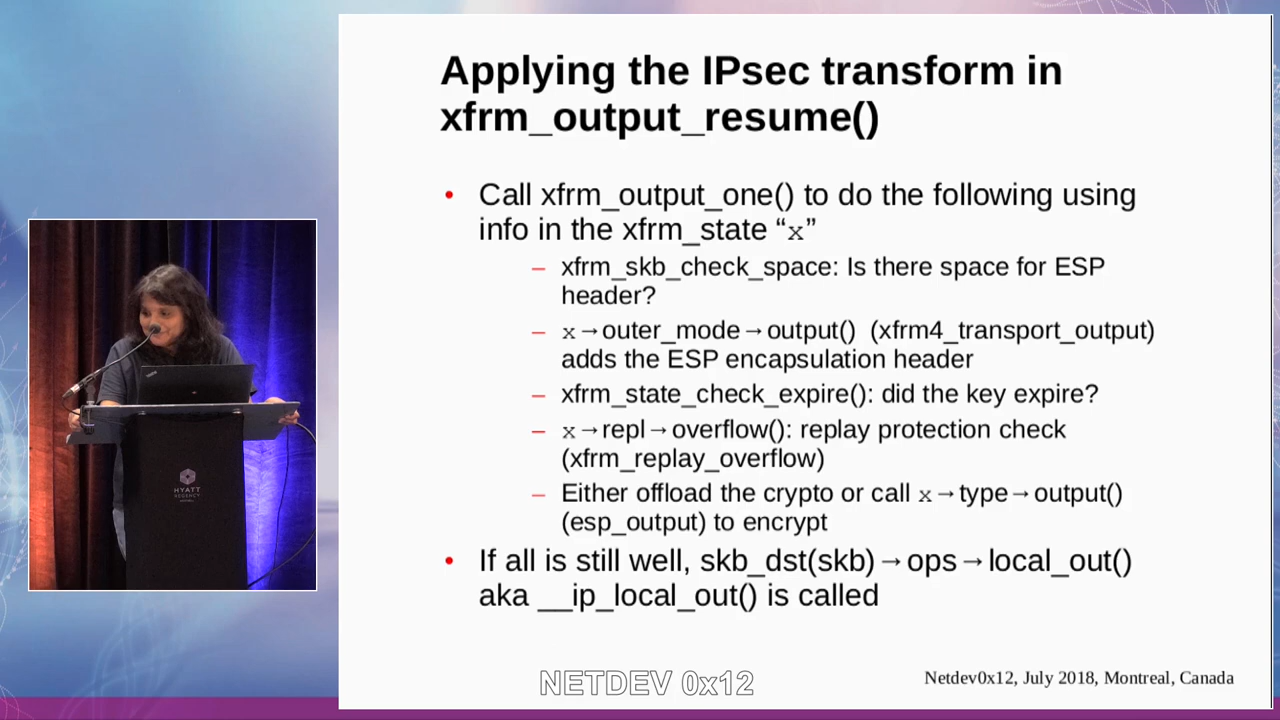 Applying the IPsec transform in
xfrm_output_resume()
• Call xfrm_output_one() to do the following using
info in the xfrm_state “x”
– xfrm_skb_check_space: Is there space for ESP
header?
– x→outer_mode→output() (xfrm4_transport_output)
adds the ESP encapsulation header
– xfrm_state_check_expire(): did the key expire?
– x→repl→overflow(): replay protection check
(xfrm_replay_overflow)
– Either offload the crypto or call x→type→output()
(esp_output) to encrypt
• If all is still well, skb_dst(skb)→ops→local_out()
aka __ip_local_out() is called
NETDEV 0x12
Netdev0x12, July 2018, Montreal, Canada
HYATT
REGENCY